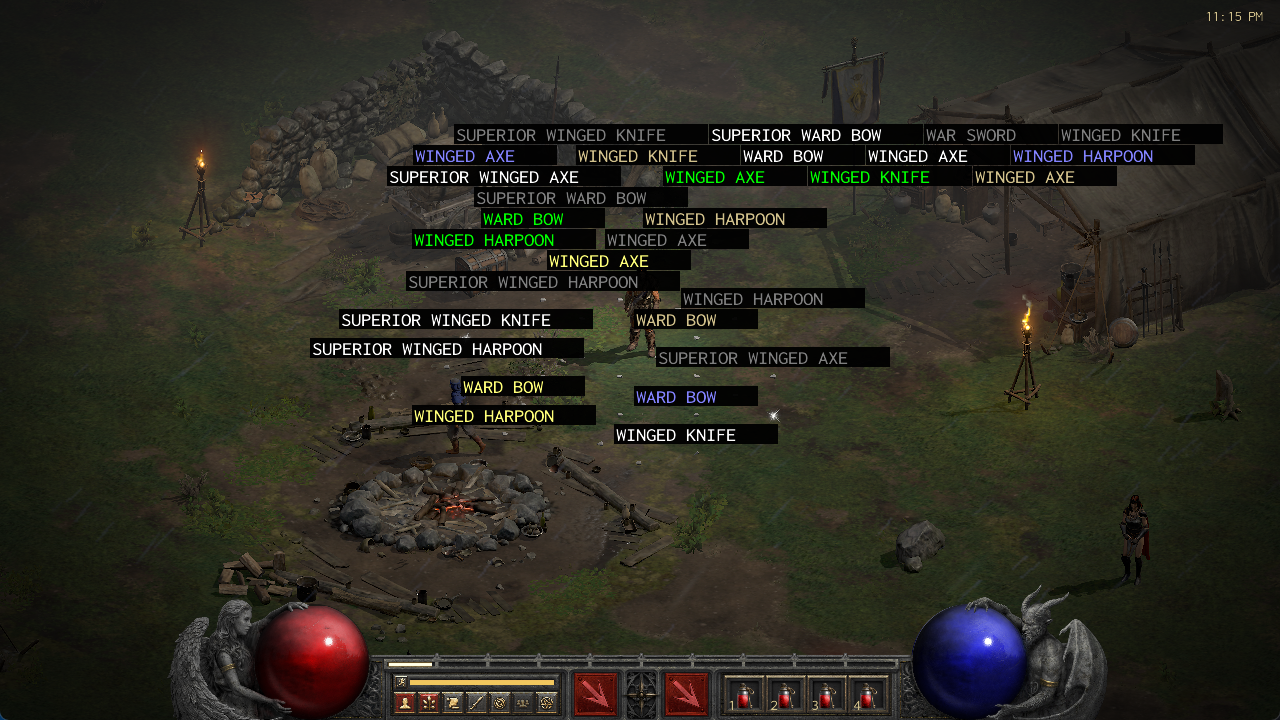 11:15 PM
SUPERIOR WINGED KNIFE SUPERIOR WARD BOW WAR SWORD WINGED KNIFE
WINGED AXE WINGED KNIFE WARD BOW WINGED AXE WINGED HARPOON
SUPERIOR WINGED AXE WINGED AXE WINGED KNIFE WINGED AXE
SUPERIOR WARD BOW
WARD BOW WINGED HARPOON
WINGED HARPOON WINGED AXE
WINGED AXE
SUPERIOR WINGED HARPOON
WINGED HARPOON
SUPERIOR WINGED KNIFE WARD BOW
SUPERIOR WINGED HARPOON
SUPERIOR WINGED AXE
WARD BOW
WARD BOW
WINGED HARPOON
WINGED KNIFE
1 2 3 4